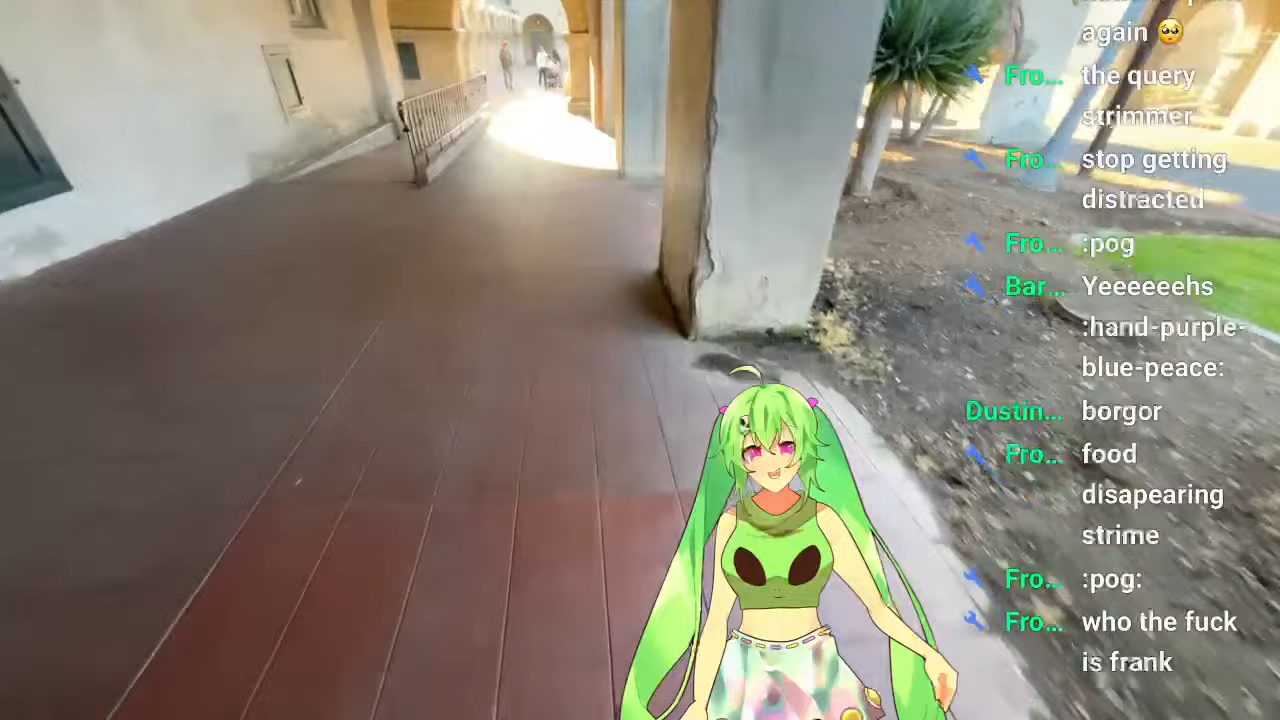 again 🥺
Fro... the query
strimmer
Fro... stop getting
distracted
Fro... :pog
Bar... Yeeeeeehs
:hand-purple-
blue-peace:
Dustin... borgor
Fro... food
disapearing
strime
Fro... :pog:
Fro... who the fuck
is frank